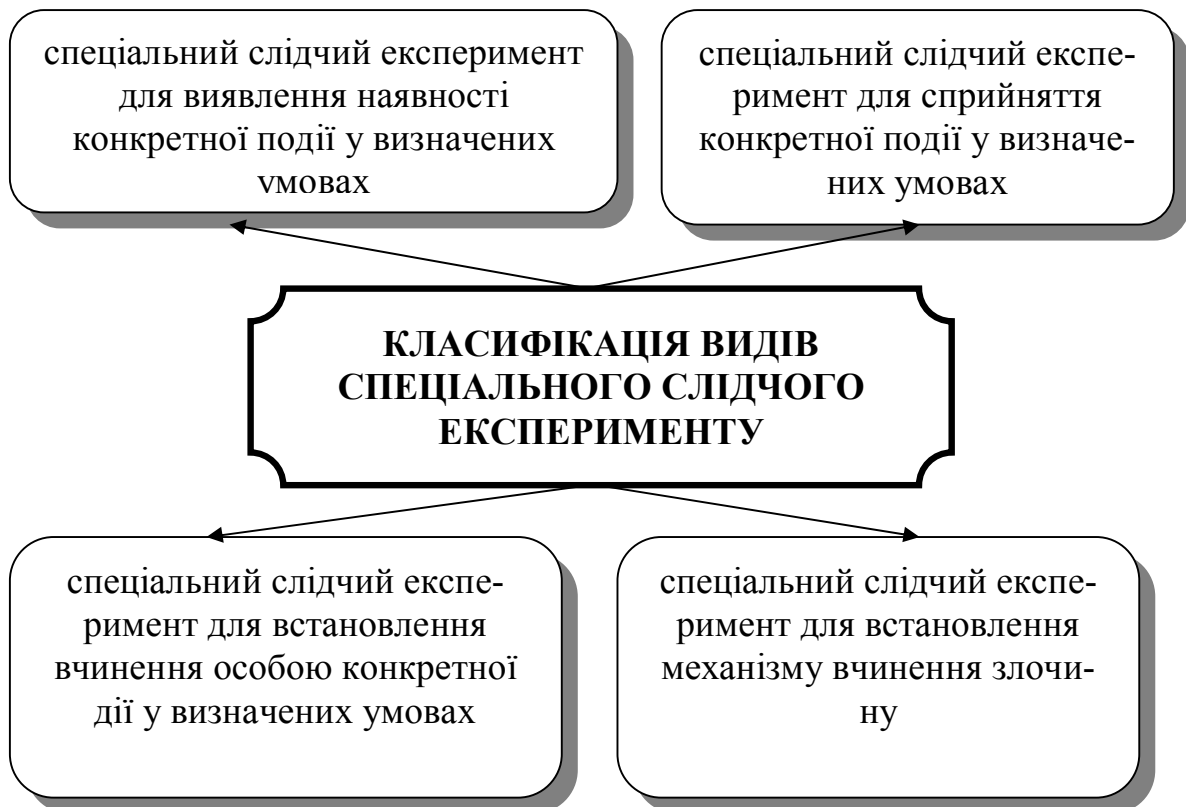 спеціальний слідчий експеримент
для виявлення наявності
конкретної події у визначених
умовах
спеціальний слідчий експе-
римент для сприйняття
конкретної події у визначе-
них умовах
КЛАСИФІКАЦІЯ ВИДІВ
СПЕЦІАЛЬНОГО СЛІДЧОГО
ЕКСПЕРИМЕНТУ
спеціальний слідчий експе-
римент для встановлення
вчинення особою конкретної
дії у визначених умовах
спеціальний слідчий експе-
римент для встановлення
механізму вчинення злочи-
ну